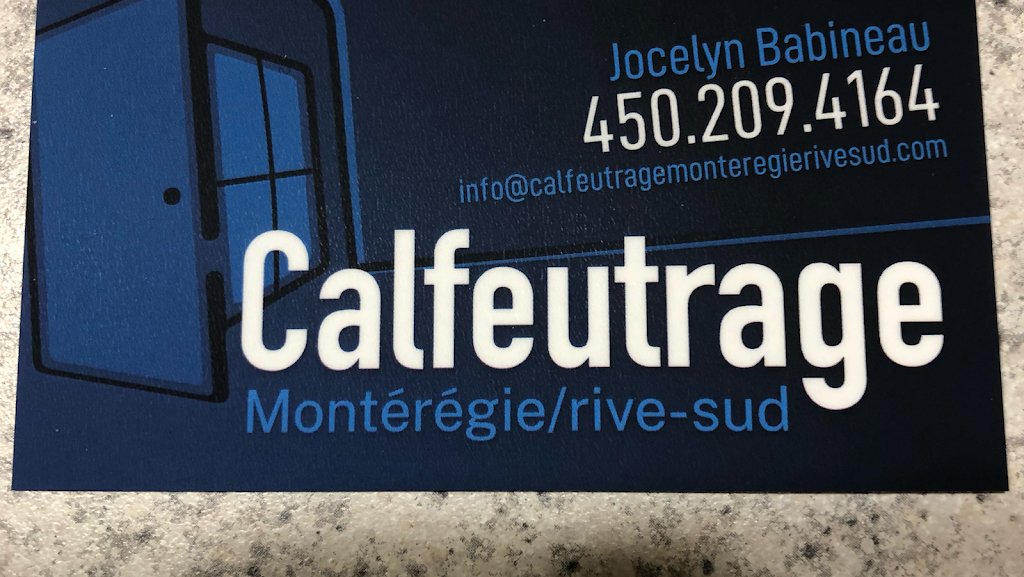 Jocelyn Babineau
450.209.4164
info@calfeutragemonteregierivesud.com
Calfeutrage
Montérégie/rive-sud